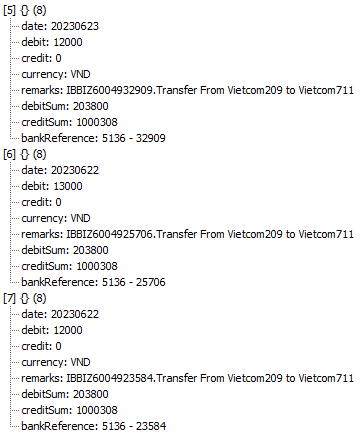 [5] {} (8)
date: 20230623
debit: 12000
credit: 0
currency: VND
remarks: IBBIZ6004932909.Transfer From Vietcom209 to Vietcom711
debitSum: 203800
creditSum: 1000308
bankReference: 5136 - 32909
[6] {} (8)
date: 20230622
debit: 13000
credit: 0
currency: VND
remarks: IBBIZ6004925706.Transfer From Vietcom209 to Vietcom711
debitSum: 203800
creditSum: 1000308
bankReference: 5136 - 25706
[7] {} (8)
date: 20230622
debit: 12000
credit: 0
currency: VND
remarks: IBBIZ6004923584.Transfer From Vietcom209 to Vietcom711
debitSum: 203800
creditSum: 1000308
bankReference: 5136 - 23584